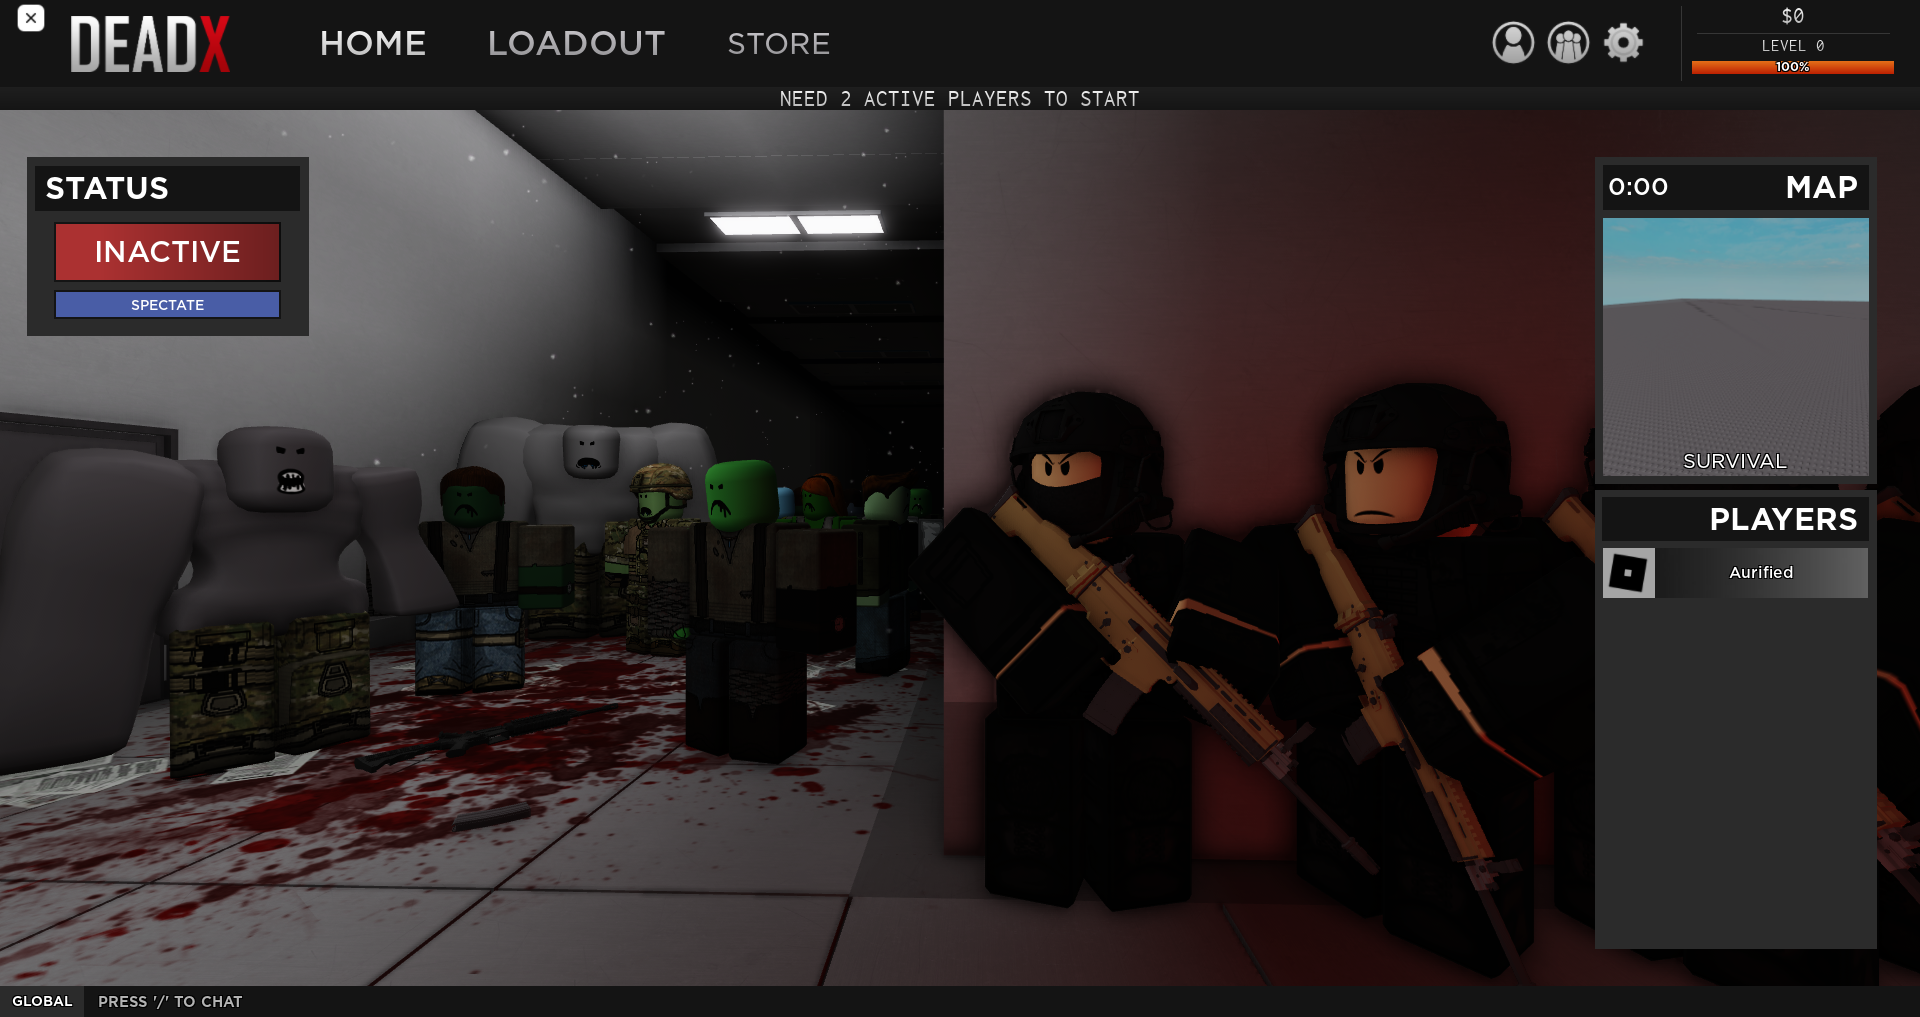 DEADX
HOME
LOADOUT
STORE
$0
LEVEL 0
100%
NEED 2 ACTIVE PLAYERS TO START
STATUS
INACTIVE
SPECTATE
0:00 MAP
SURVIVAL
PLAYERS
Aurified
GLOBAL
PRESS '/' TO CHAT